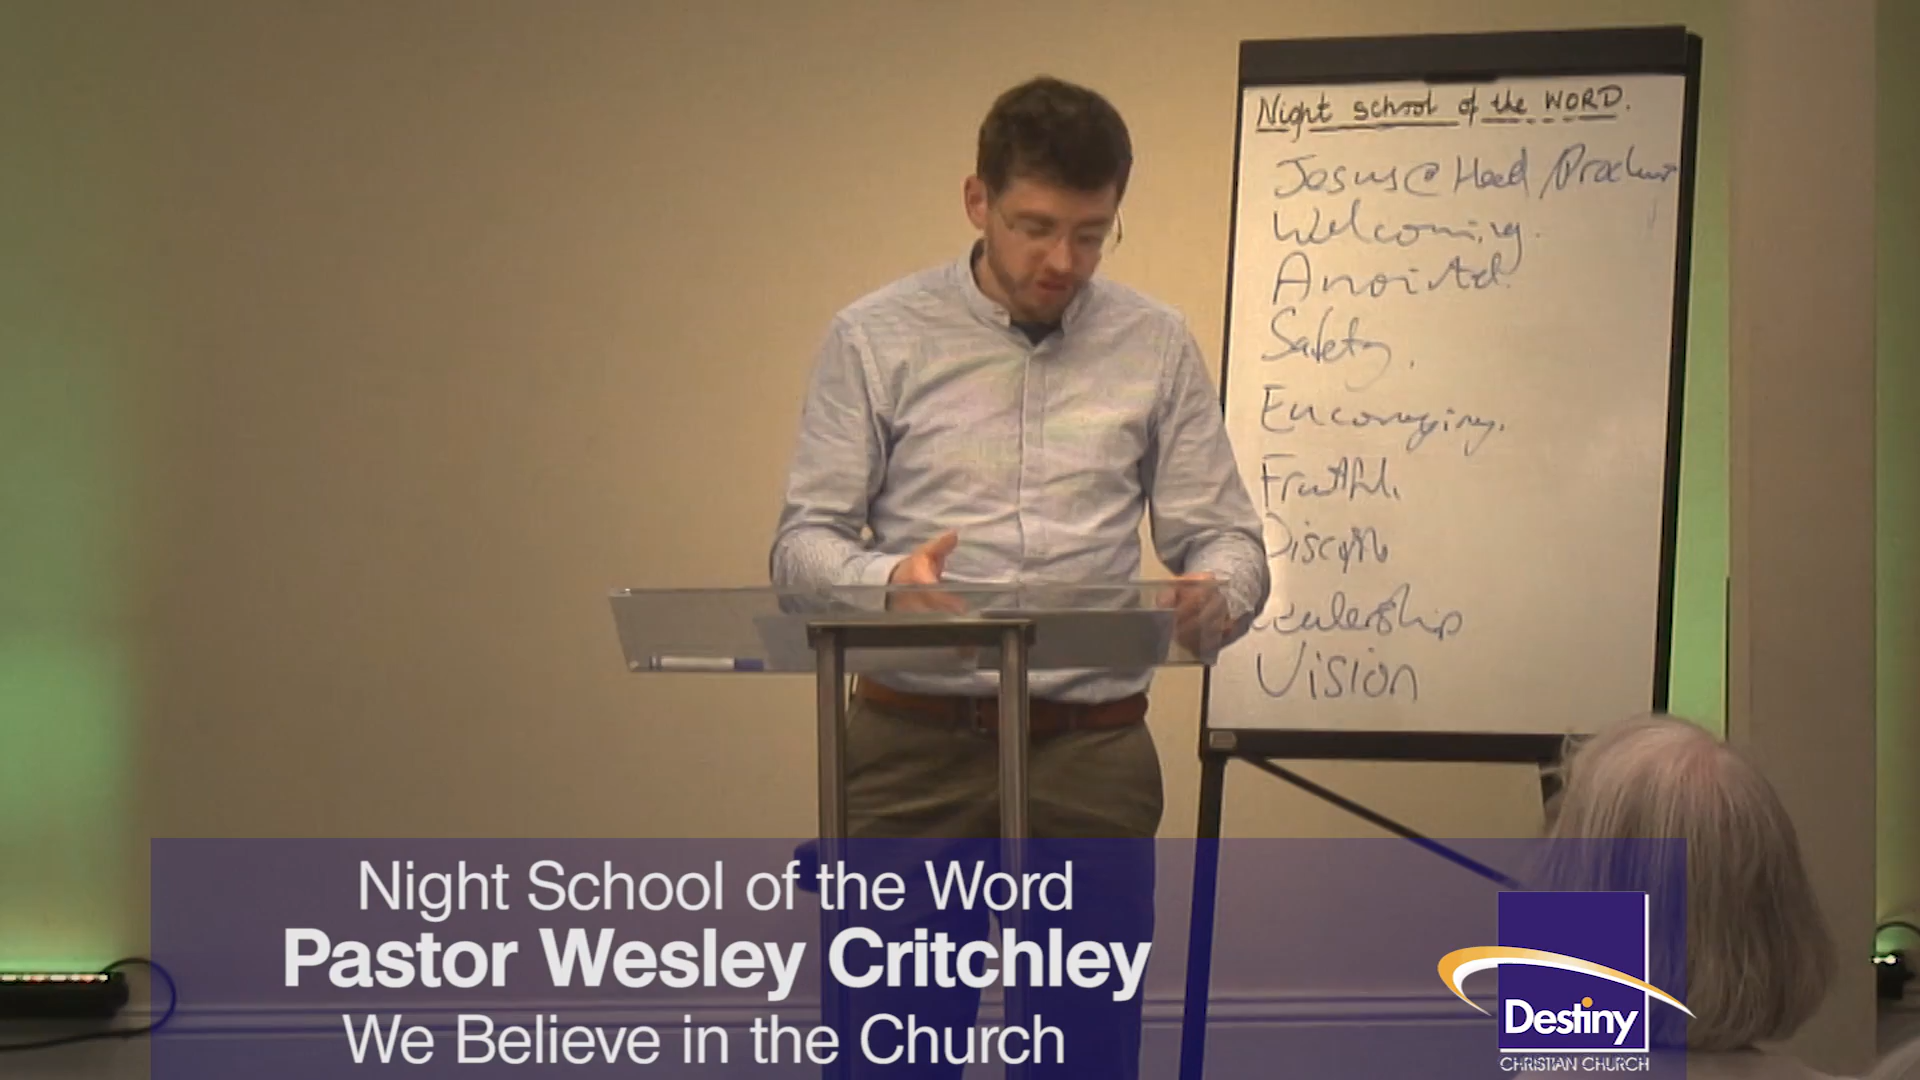 Night school of the WORD.
Jesus @ Head /
Welcoming.
Anointed.
Safety.
Encouraging.
Fruitful.
Vision
Night School of the Word
Pastor Wesley Critchley
We Believe in the Church
Destiny
CHRISTIAN CHURCH